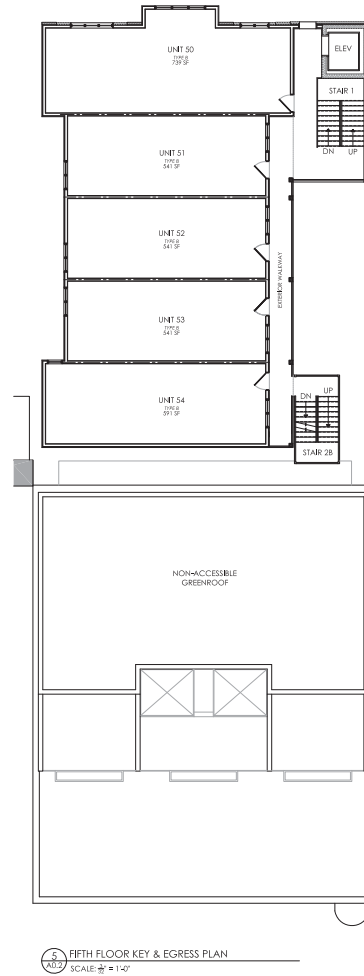 UNIT 50
TYPE B
739 SF
ELEV
STAIR 1
DN UP
UNIT 51
TYPE B
541 SF
UNIT 52
TYPE B
541 SF
EXTERIOR WALKWAY
UNIT 53
TYPE B
541 SF
UNIT 54
TYPE B
591 SF
DN UP
STAIR 2B
NON-ACCESSIBLE
GREENROOF
5
A0.2
FIFTH FLOOR KEY & EGRESS PLAN
SCALE: 3/32" = 1'-0"